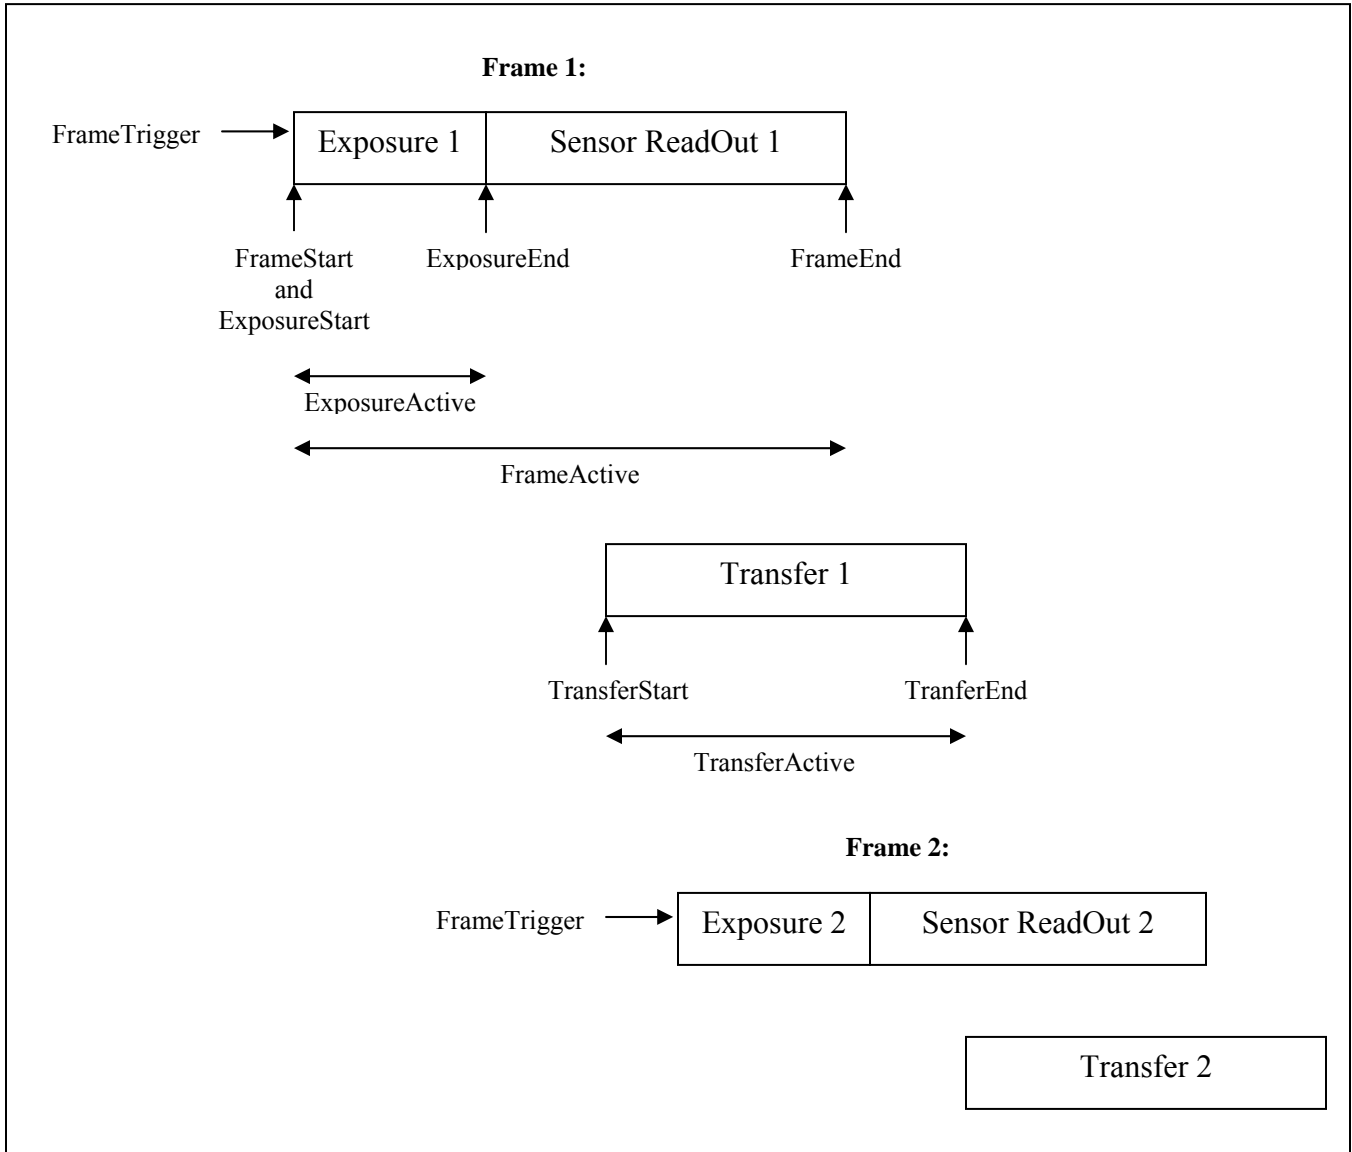 Frame 1:
FrameTrigger
Exposure 1
Sensor ReadOut 1
FrameStart
and
ExposureStart
ExposureEnd
FrameEnd
ExposureActive
FrameActive
Transfer 1
TransferStart
TranferEnd
TransferActive
Frame 2:
FrameTrigger
Exposure 2
Sensor ReadOut 2
Transfer 2